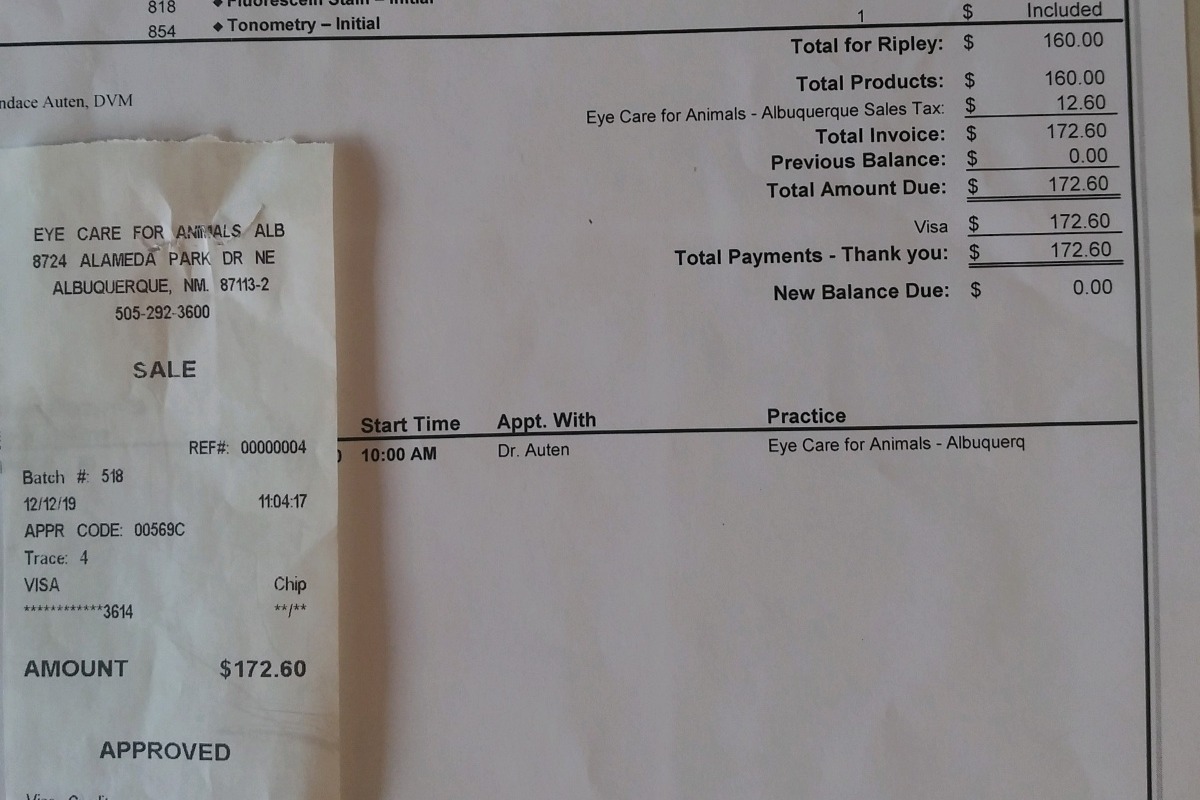 818 ◆ Fluorescein Stain – Initial
854 ◆ Tonometry – Initial 1 $ Included
Total for Ripley: $ 160.00
Total Products: $ 160.00
ndace Auten, DVM
Eye Care for Animals - Albuquerque Sales Tax: $ 12.60
Total Invoice: $ 172.60
Previous Balance: $ 0.00
Total Amount Due: $ 172.60
Visa $ 172.60
Total Payments - Thank you: $ 172.60
New Balance Due: $ 0.00
Start Time Appt. With Practice
10:00 AM Dr. Auten Eye Care for Animals - Albuquerq
EYE CARE FOR ANIMALS ALB
8724 ALAMEDA PARK DR NE
ALBUQUERQUE, NM. 87113-2
505-292-3600
SALE
REF#: 00000004
Batch #: 518
12/12/19 11:04:17
APPR CODE: 00569C
Trace: 4
VISA Chip
************3614 **/**
AMOUNT $172.60
APPROVED